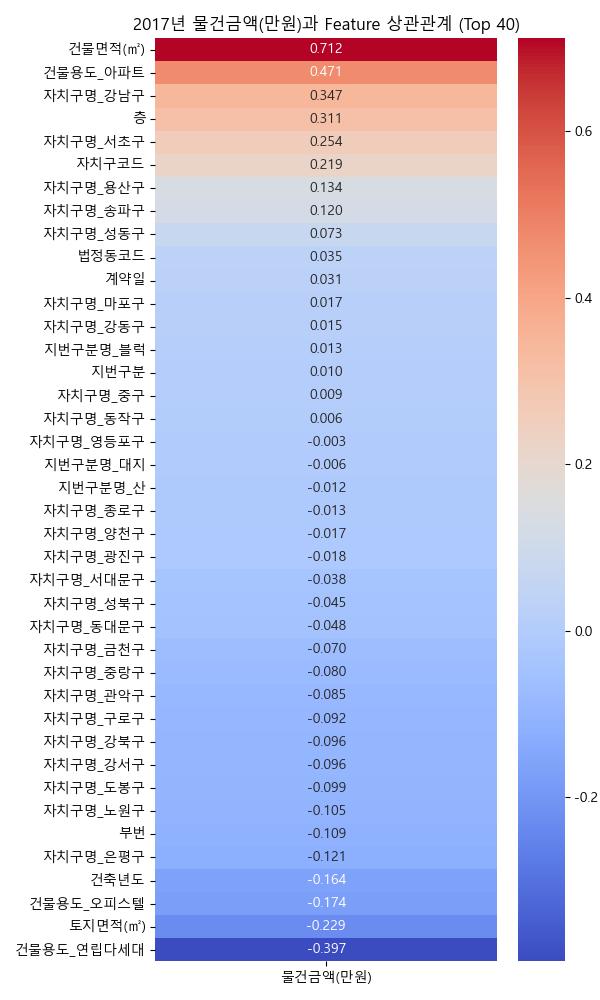 2017년 물건금액(만원)과 Feature 상관관계 (Top 40)
건물면적(㎡) 0.712
건물용도_아파트 0.471
자치구명_강남구 0.347
층 0.311
자치구명_서초구 0.254
자치구코드 0.219
자치구명_용산구 0.134
자치구명_송파구 0.120
자치구명_성동구 0.073
법정동코드 0.035
계약일 0.031
자치구명_마포구 0.017
자치구명_강동구 0.015
지번구분명_블럭 0.013
지번구분 0.010
자치구명_중구 0.009
자치구명_동작구 0.006
자치구명_영등포구 -0.003
지번구분명_대지 -0.006
지번구분명_산 -0.012
자치구명_종로구 -0.013
자치구명_양천구 -0.017
자치구명_광진구 -0.018
자치구명_서대문구 -0.038
자치구명_성북구 -0.045
자치구명_동대문구 -0.048
자치구명_금천구 -0.070
자치구명_중랑구 -0.080
자치구명_관악구 -0.085
자치구명_구로구 -0.092
자치구명_강북구 -0.096
자치구명_강서구 -0.096
자치구명_도봉구 -0.099
자치구명_노원구 -0.105
부번 -0.109
자치구명_은평구 -0.121
건축년도 -0.164
건물용도_오피스텔 -0.174
토지면적(㎡) -0.229
건물용도_연립다세대 -0.397
물건금액(만원)
0.6
0.4
0.2
0.0
-0.2